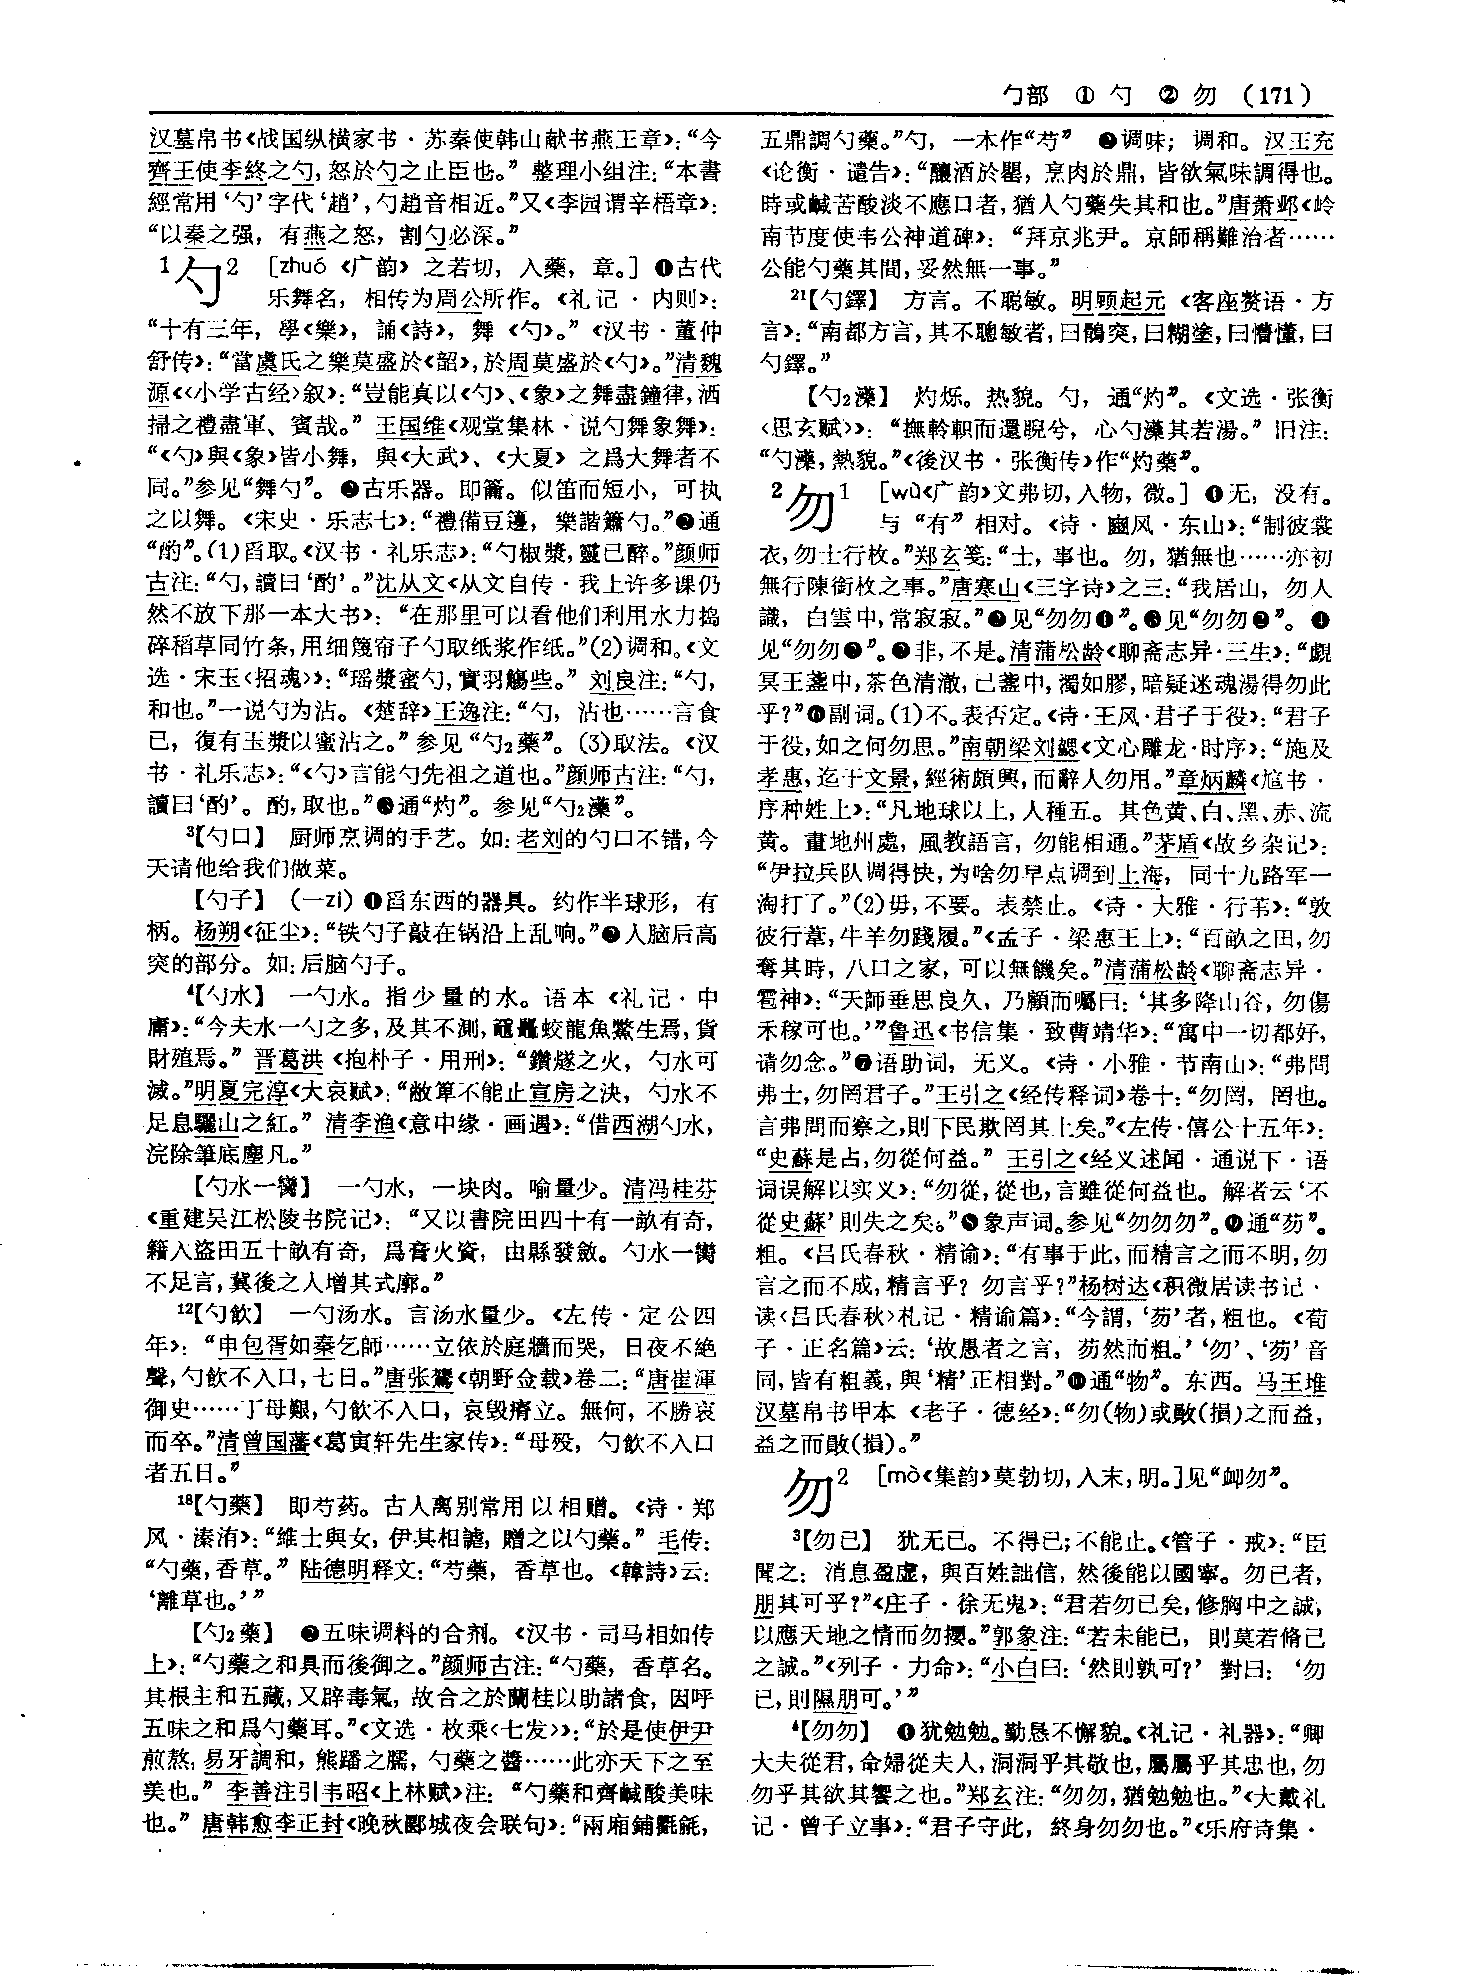 勹部 ① 勺 ② 勿 (171)
汉墓帛书《战国纵横家书·苏秦使韩山献书燕王章》：“今
齊王使李終之勺，怒於勺之止臣也。”整理小组注：“本書
經常用‘勺’字代‘趙’，勺趙音相近。”又《李园谓辛梧章》：
“以秦之强，有燕之怒，割勺必深。”
1勺2 [zhuó《广韵》之若切，入藥，章。]❶古代
乐舞名，相传为周公所作。《礼记·内则》：
“十有三年，學《樂》，誦《詩》，舞《勺》。”《汉书·董仲
舒传》：“當虞氏之樂莫盛於《韶》，於周莫盛於《勺》。”清魏
源《〈小学古经〉叙》：“豈能真以《勺》、《象》之舞盡鐘律，洒
掃之禮盡軍、賓哉。”王国维《观堂集林·说勺舞象舞》：
“《勺》與《象》皆小舞，與《大武》、《大夏》之爲大舞者不
同。”参见“舞勺”。❷古乐器。即籥。似笛而短小，可执
之以舞。《宋史·乐志七》：“禮備豆籩，樂諧籥勺。”❸通
“酌”。(1)舀取。《汉书·礼乐志》：“勺椒漿，靈已醉。”颜师
古注：“勺，讀曰‘酌’。”沈从文《从文自传·我上许多课仍
然不放下那一本大书》：“在那里可以看他们利用水力捣
碎稻草同竹条，用细篾帘子勺取纸浆作纸。”(2)调和。《文
选·宋玉〈招魂〉》：“瑶漿蜜勺，實羽觴些。”刘良注：“勺，
和也。”一说勺为沾。《楚辞》王逸注：“勺，沾也……言食
已，復有玉漿以蜜沾之。”参见“勺2藥”。(3)取法。《汉
书·礼乐志》：“《勺》言能勺先祖之道也。”颜师古注：“勺，
讀曰‘酌’。酌，取也。”❹通“灼”。参见“勺2藻”。
3【勺口】 厨师烹调的手艺。如：老刘的勺口不错，今
天请他给我们做菜。
【勺子】 (—zi)❶舀东西的器具。约作半球形，有
柄。杨朔《征尘》：“铁勺子敲在锅沿上乱响。”❷人脑后高
突的部分。如：后脑勺子。
4【勺水】 一勺水。指少量的水。语本《礼记·中
庸》：“今夫水一勺之多，及其不測，黿鼉蛟龍魚鱉生焉，貨
財殖焉。”晋葛洪《抱朴子·用刑》：“鑽燧之火，勺水可
滅。”明夏完淳《大哀赋》：“敝箄不能止宣房之決，勺水不
足息驪山之紅。”清李渔《意中缘·画遇》：“借西湖勺水，
浣除筆底塵凡。”
【勺水一臠】 一勺水，一块肉。喻量少。清冯桂芬
《重建吴江松陵书院记》：“又以書院田四十有一畝有奇，
籍入盜田五十畝有奇，爲膏火資，由縣發斂。勺水一臠
不足言，冀後之人增其式廓。”
12【勺飲】 一勺汤水。言汤水量少。《左传·定公四
年》：“申包胥如秦乞師……立依於庭牆而哭，日夜不絶
聲，勺飲不入口，七日。”唐张鷟《朝野佥载》卷二：“唐崔渾
御史……丁母艱，勺飲不入口，哀毁瘠立。無何，不勝哀
而卒。”清曾国藩《葛寅轩先生家传》：“母殁，勺飲不入口
者五日。”
18【勺藥】 即芍药。古人离别常用以相赠。《诗·郑
风·溱洧》：“維士與女，伊其相謔，贈之以勺藥。”毛传：
“勺藥，香草。”陆德明释文：“芍藥，香草也。《韓詩》云：
‘離草也。’”
【勺2藥】 ❶五味调料的合剂。《汉书·司马相如传
上》：“勺藥之和具而後御之。”颜师古注：“勺藥，香草名。
其根主和五藏，又辟毒氣，故合之於蘭桂以助諸食，因呼
五味之和爲勺藥耳。”《文选·枚乘〈七发〉》：“於是使伊尹
煎熬，易牙調和，熊蹯之臑，勺藥之醬……此亦天下之至
美也。”李善注引韦昭《上林赋》注：“勺藥和齊鹹酸美味
也。”唐韩愈李正封《晚秋郾城夜会联句》：“兩廂鋪氍毹，
五鼎調勺藥。”勺，一本作“芍”❷调味；调和。汉王充
《论衡·谴告》：“釀酒於罌，烹肉於鼎，皆欲氣味調得也。
時或鹹苦酸淡不應口者，猶人勺藥失其和也。”唐萧邺《岭
南节度使韦公神道碑》：“拜京兆尹。京師稱難治者……
公能勺藥其間，妥然無一事。”
21【勺鐸】 方言。不聪敏。明顾起元《客座赘语·方
言》：“南都方言，其不聰敏者，曰鶻突，曰糊塗，曰懵懂，曰
勺鐸。”
【勺2藻】 灼烁。热貌。勺，通“灼”。《文选·张衡
〈思玄赋〉》：“撫軨軹而還睨兮，心勺藻其若湯。”旧注：
“勺藻，熱貌。”《後汉书·张衡传》作“灼藥”。
2勿1 [wù《广韵》文弗切，入物，微。]❶无，没有。
与“有”相对。《诗·豳风·东山》：“制彼裳
衣，勿士行枚。”郑玄笺：“士，事也。勿，猶無也……亦初
無行陳銜枚之事。”唐寒山《三字诗》之三：“我居山，勿人
識，白雲中，常寂寂。”❷见“勿勿❶”。❸见“勿勿❷”。❹
见“勿勿❸”。❺非，不是。清蒲松龄《聊斋志异·三生》：“覷
冥王盞中，茶色清澈，己盞中，濁如膠，暗疑迷魂湯得勿此
乎？”❻副词。(1)不。表否定。《诗·王风·君子于役》：“君子
于役，如之何勿思。”南朝梁刘勰《文心雕龙·时序》：“施及
孝惠，迄于文景，經術頗興，而辭人勿用。”章炳麟《訄书·
序种姓上》：“凡地球以上，人種五。其色黄、白、黑、赤、流
黄。畫地州處，風教語言，勿能相通。”茅盾《故乡杂记》：
“伊拉兵队调得快，为啥勿早点调到上海，同十九路军一
淘打了。”(2)毋，不要。表禁止。《诗·大雅·行苇》：“敦
彼行葦，牛羊勿踐履。”《孟子·梁惠王上》：“百畝之田，勿
奪其時，八口之家，可以無饑矣。”清蒲松龄《聊斋志异·
雹神》：“天師垂思良久，乃顧而囑曰：‘其多降山谷，勿傷
禾稼可也。’”鲁迅《书信集·致曹靖华》：“寓中一切都好，
请勿念。”❼语助词，无义。《诗·小雅·节南山》：“弗問
弗士，勿罔君子。”王引之《经传释词》卷十：“勿罔，罔也。
言弗問而察之，則下民欺罔其上矣。”《左传·僖公十五年》：
“史蘇是占，勿從何益。”王引之《经义述闻·通说下·语
词误解以实义》：“勿從，從也，言雖從何益也。解者云‘不
從史蘇’則失之矣。”❽象声词。参见“勿勿勿”。❾通“芴”。
粗。《吕氏春秋·精谕》：“有事于此，而精言之而不明，勿
言之而不成，精言乎？勿言乎？”杨树达《积微居读书记·
读〈吕氏春秋〉札记·精谕篇》：“今謂，‘芴’者，粗也。《荀
子·正名篇》云：‘故愚者之言，芴然而粗。’‘勿’、‘芴’音
同，皆有粗義，與‘精’正相對。”❿通“物”。东西。马王堆
汉墓帛书甲本《老子·德经》：“勿(物)或敗(損)之而益，
益之而敗(損)。”
勿2 [mò《集韵》莫勃切，入末，明。]见“卹勿”。
3【勿已】 犹无已。不得已；不能止。《管子·戒》：“臣
聞之：消息盈虚，與百姓詘信，然後能以國寧。勿已者，
朋其可乎？”《庄子·徐无鬼》：“君若勿已矣，修胸中之誠，
以應天地之情而勿攖。”郭象注：“若未能已，則莫若脩己
之誠。”《列子·力命》：“小白曰：‘然則孰可？’對曰：‘勿
已，則隰朋可。’”
4【勿勿】 ❶犹勉勉。勤恳不懈貌。《礼记·礼器》：“卿
大夫從君，命婦從夫人，洞洞乎其敬也，屬屬乎其忠也，勿
勿乎其欲其饗之也。”郑玄注：“勿勿，猶勉勉也。”《大戴礼
记·曾子立事》：“君子守此，終身勿勿也。”《乐府诗集·